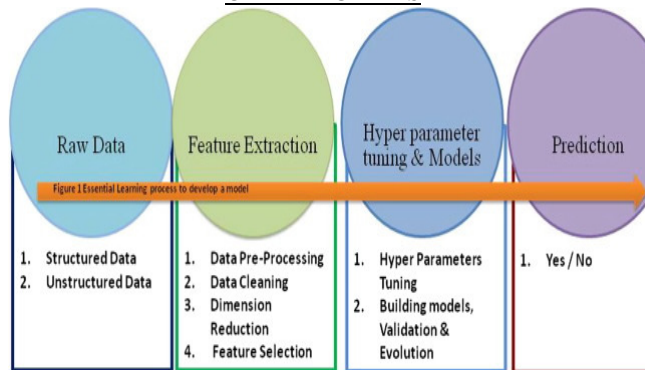 Raw Data
Feature Extraction
Hyper parameter
tuning & Models
Prediction
Figure 1 Essential Learning process to develop a model
1. Structured Data
2. Unstructured Data
1. Data Pre-Processing
2. Data Cleaning
3. Dimension
Reduction
4. Feature Selection
1. Hyper Parameters
Tuning
2. Building models,
Validation &
Evolution
1. Yes / No